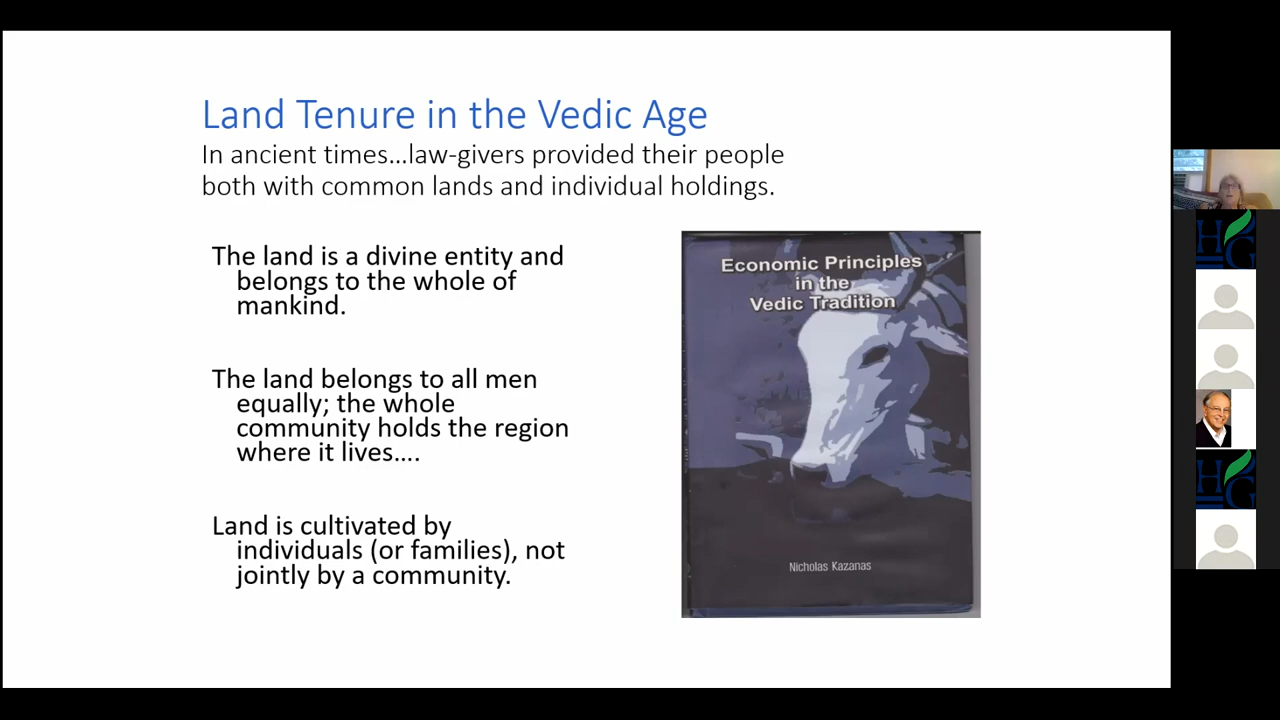 Land Tenure in the Vedic Age
In ancient times...law-givers provided their people
both with common lands and individual holdings.
The land is a divine entity and
belongs to the whole of
mankind.
The land belongs to all men
equally; the whole
community holds the region
where it lives....
Land is cultivated by
individuals (or families), not
jointly by a community.
Economic Principles
in the
Vedic Tradition
Nicholas Kazanas
H G
H G